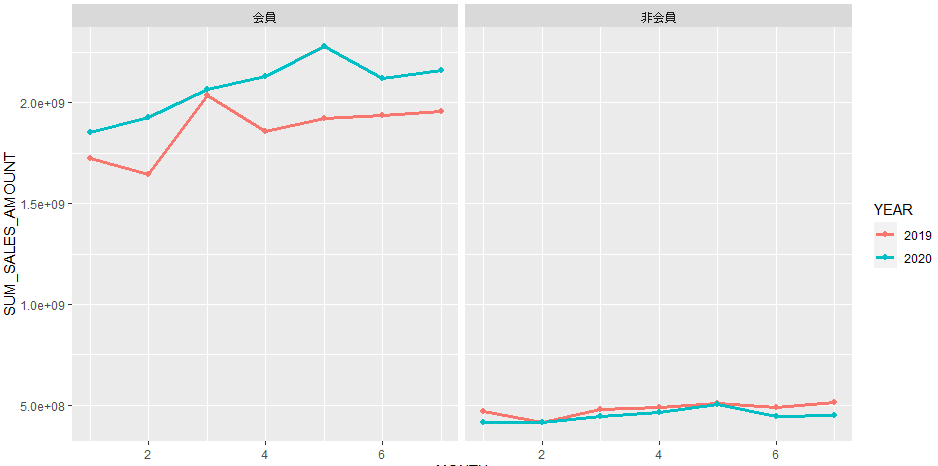 会員
非会員
SUM_SALES_AMOUNT
2.0e+09
1.5e+09
1.0e+09
5.0e+08
2
4
6
2
4
6
MONTH
YEAR
2019
2020